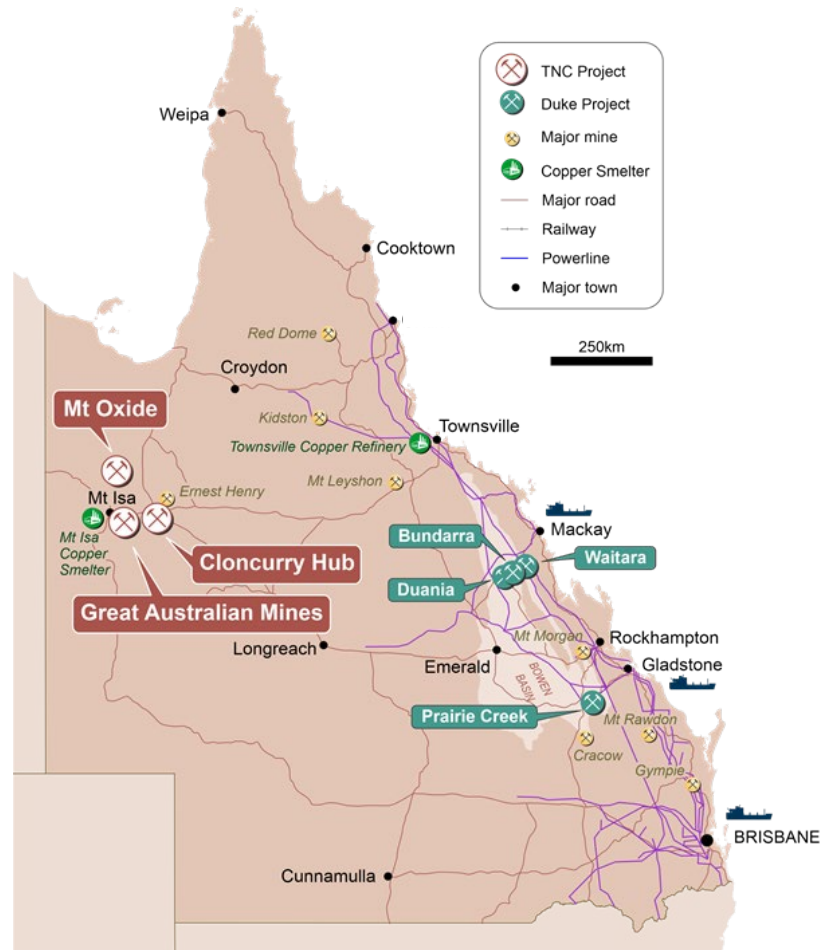 TNC Project
Duke Project
Major mine
Copper Smelter
Major road
Railway
Powerline
Major town
250km
Weipa
Cooktown
Red Dome
Croydon
Mt Oxide
Kidston
Townsville
Townsville Copper Refinery
Mt Leyshon
Ernest Henry
Mt Isa
Mt Isa
Copper
Smelter
Cloncurry Hub
Great Australian Mines
Mackay
Bundarra
Waitara
Duania
Longreach
Mt Morgan
Rockhampton
Emerald
Gladstone
BOWEN
BASIN
Prairie Creek
Mt Rawdon
Cracow
Gympie
BRISBANE
Cunnamulla